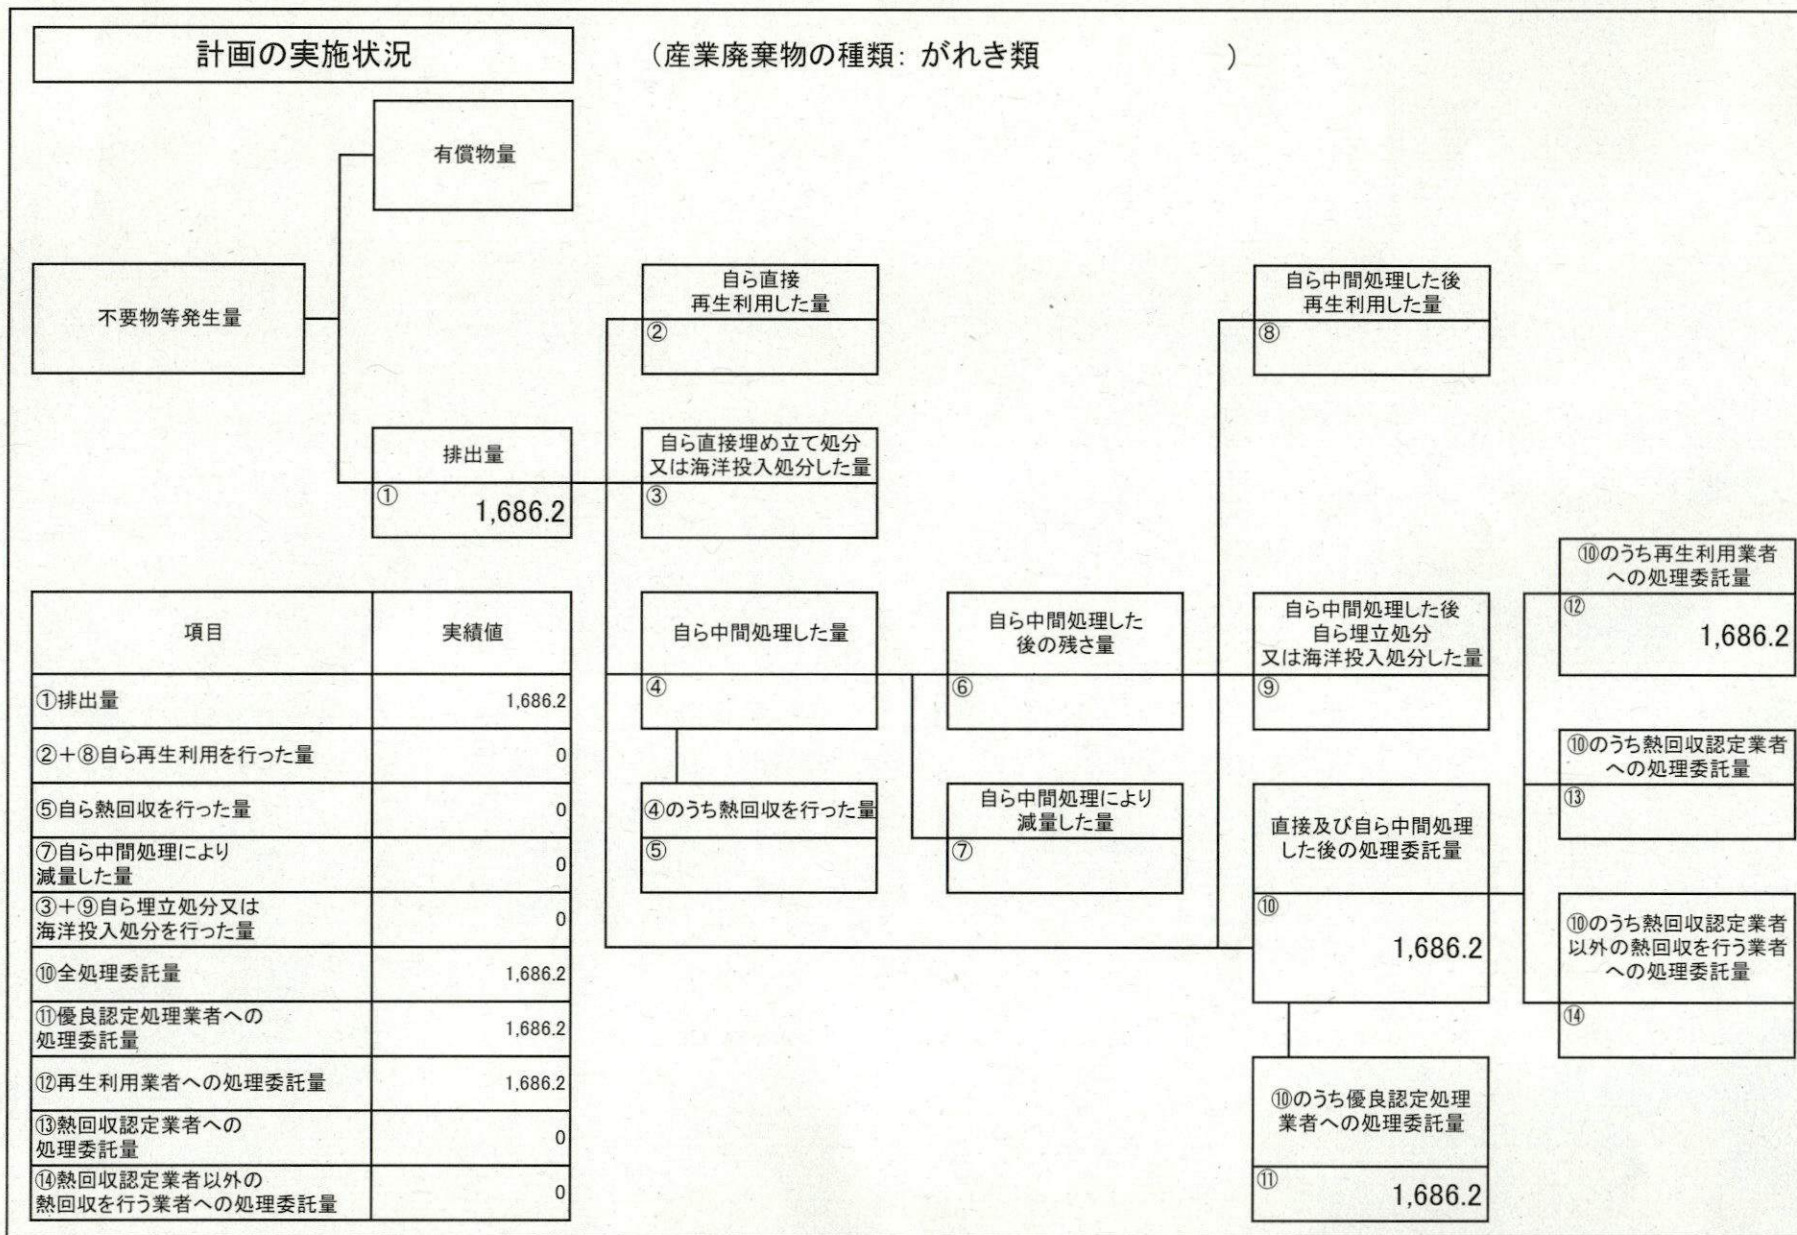 計画の実施状況
（産業廃棄物の種類： がれき類 ）
有償物量
不要物等発生量
排出量
①
1,686.2
自ら直接
再生利用した量
②
自ら直接埋め立て処分
又は海洋投入処分した量
③
自ら中間処理した量
④
④のうち熱回収を行った量
⑤
自ら中間処理した
後の残さ量
⑥
自ら中間処理により
減量した量
⑦
自ら中間処理した後
再生利用した量
⑧
自ら中間処理した後
自ら埋立処分
又は海洋投入処分した量
⑨
直接及び自ら中間処理
した後の処理委託量
⑩
1,686.2
⑩のうち優良認定処理
業者への処理委託量
⑪
1,686.2
⑩のうち再生利用業者
への処理委託量
⑫
1,686.2
⑩のうち熱回収認定業者
への処理委託量
⑬
⑩のうち熱回収認定業者
以外の熱回収を行う業者
への処理委託量
⑭
項目 実績値
①排出量 1,686.2
②＋⑧自ら再生利用を行った量 0
⑤自ら熱回収を行った量 0
⑦自ら中間処理により
減量した量 0
③＋⑨自ら埋立処分又は
海洋投入処分を行った量 0
⑩全処理委託量 1,686.2
⑪優良認定処理業者への
処理委託量 1,686.2
⑫再生利用業者への処理委託量 1,686.2
⑬熱回収認定業者への
処理委託量 0
⑭熱回収認定業者以外の
熱回収を行う業者への処理委託量 0